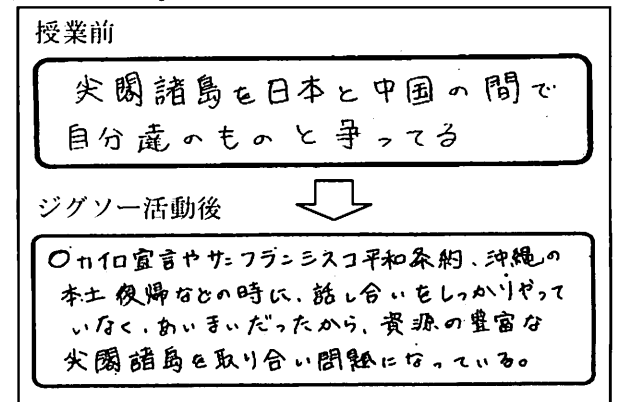 授業前
尖閣諸島を日本と中国の間で
自分達のものと争ってる
ジグソー活動後
○カイロ宣言やサンフランシスコ平和条約、沖縄の
本土復帰などの時に、話し合いをしっかりやって
いなく、あいまいだったから、資源の豊富な
尖閣諸島を取り合い問題になっている。